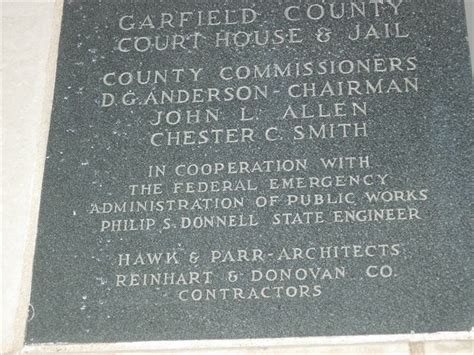 GARFIELD COUNTY
COURT HOUSE & JAIL
COUNTY COMMISSIONERS
D.G. ANDERSON - CHAIRMAN
JOHN L. ALLEN
CHESTER C. SMITH
IN COOPERATION WITH
THE FEDERAL EMERGENCY
ADMINISTRATION OF PUBLIC WORKS
PHILIP S. DONNELL STATE ENGINEER
HAWK & PARR-ARCHITECTS
REINHART & DONOVAN CO.
CONTRACTORS